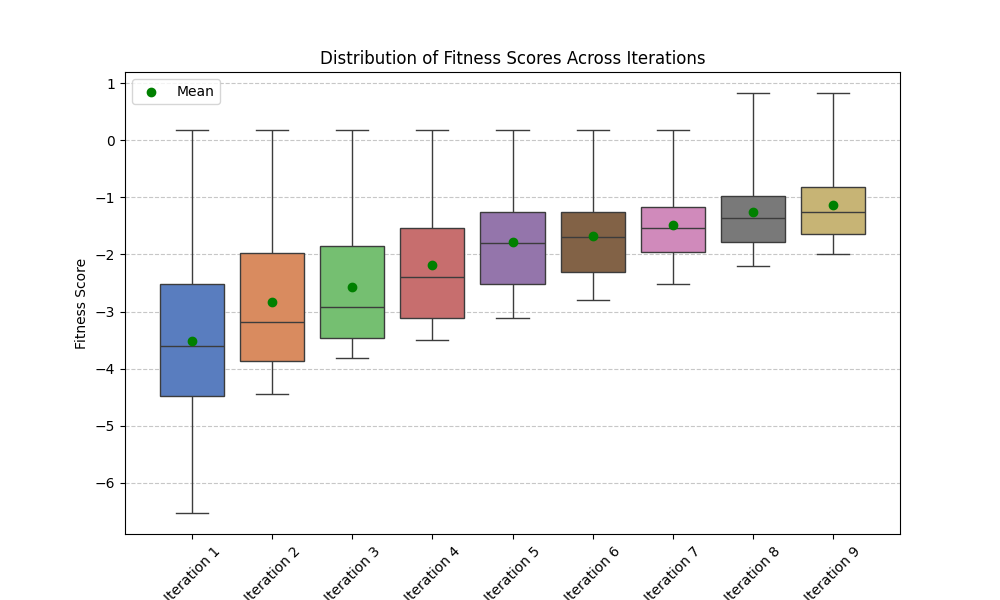 Distribution of Fitness Scores Across Iterations
Mean
Fitness Score
1
0
−1
−2
−3
−4
−5
−6
Iteration 1
Iteration 2
Iteration 3
Iteration 4
Iteration 5
Iteration 6
Iteration 7
Iteration 8
Iteration 9